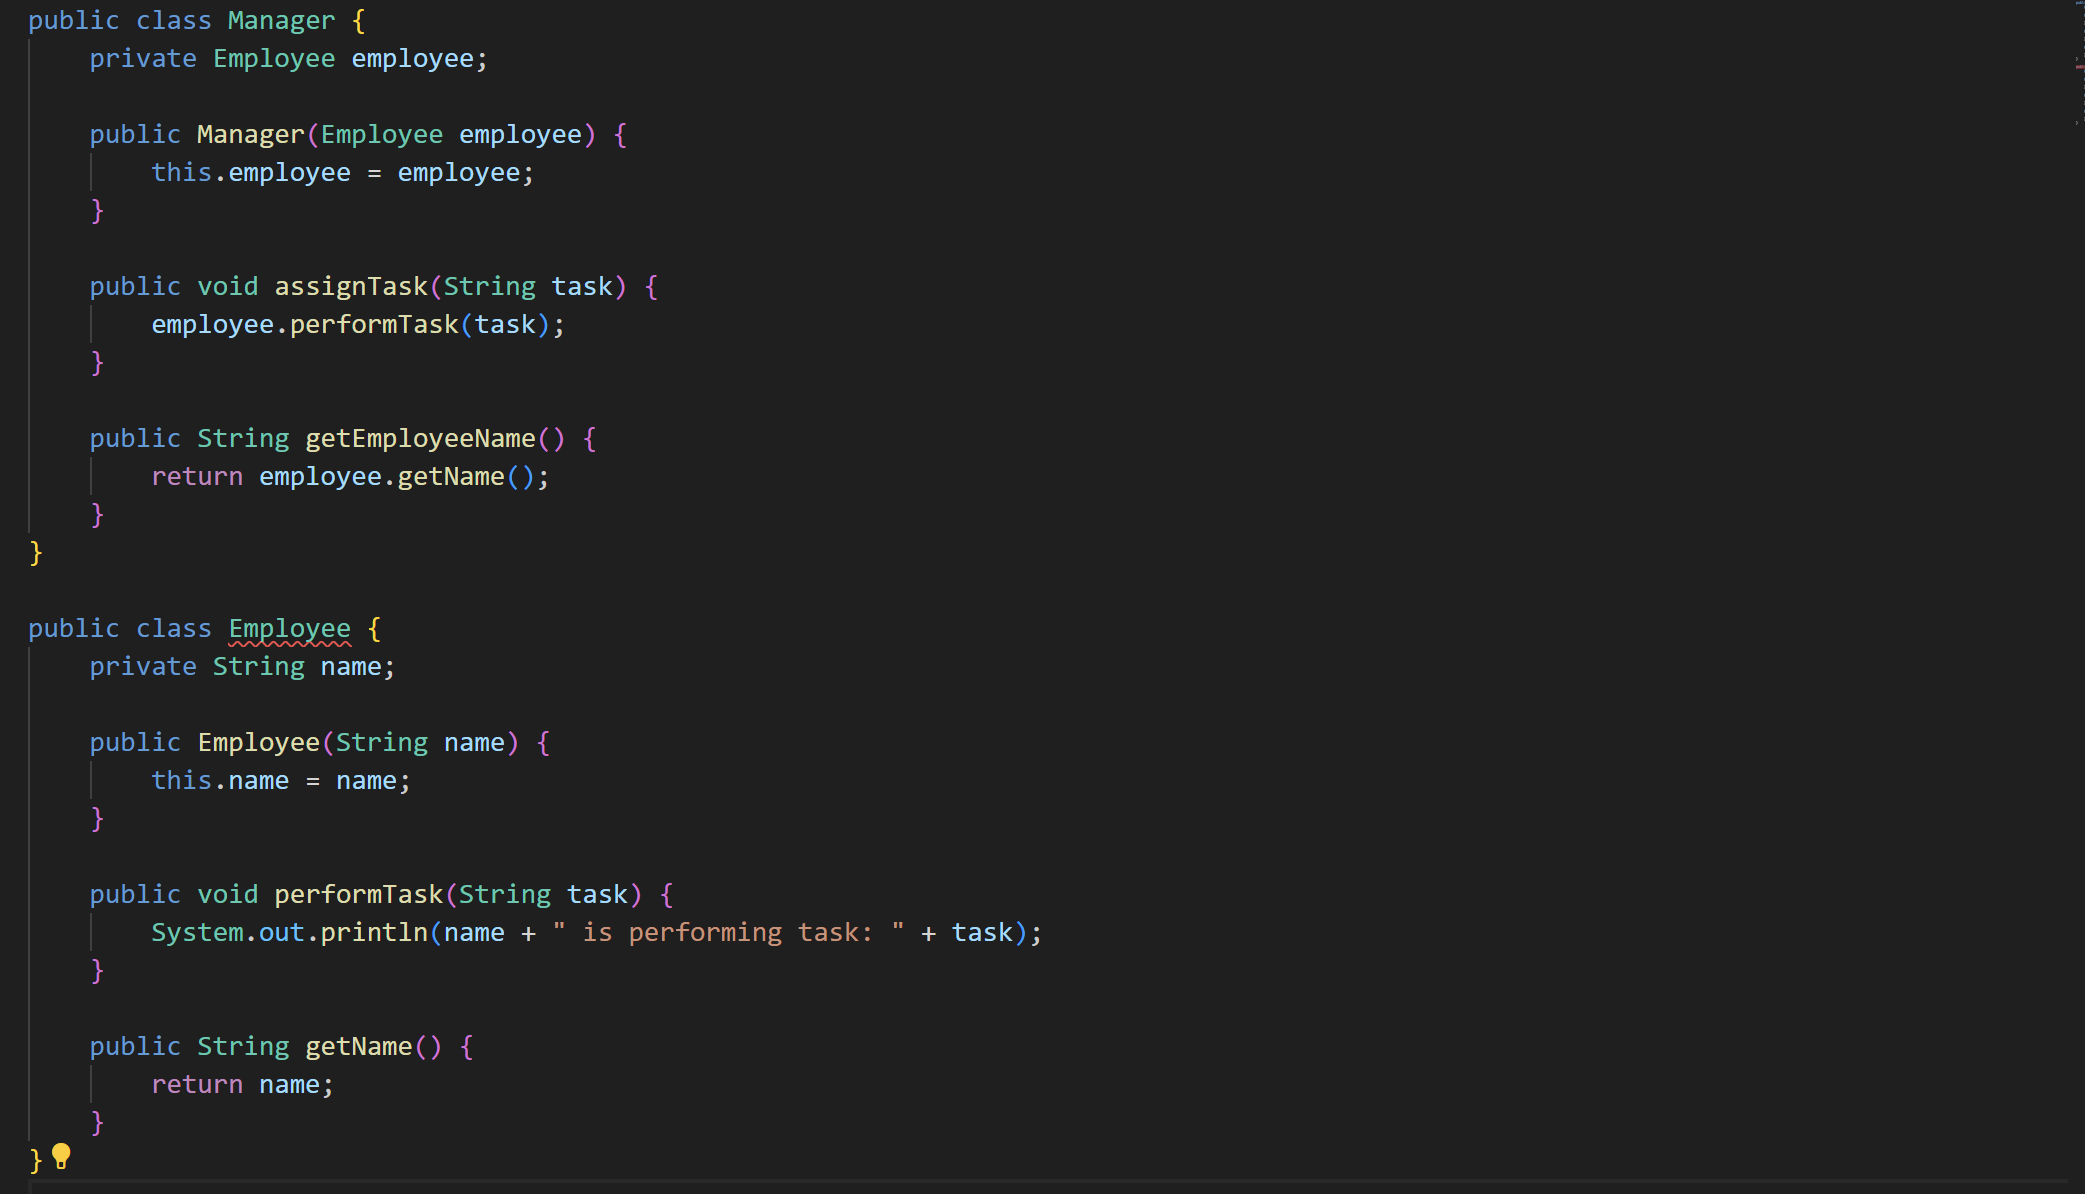 public class Manager {
    private Employee employee;

    public Manager(Employee employee) {
        this.employee = employee;
    }

    public void assignTask(String task) {
        employee.performTask(task);
    }

    public String getEmployeeName() {
        return employee.getName();
    }
}

public class Employee {
    private String name;

    public Employee(String name) {
        this.name = name;
    }

    public void performTask(String task) {
        System.out.println(name + " is performing task: " + task);
    }

    public String getName() {
        return name;
    }
}